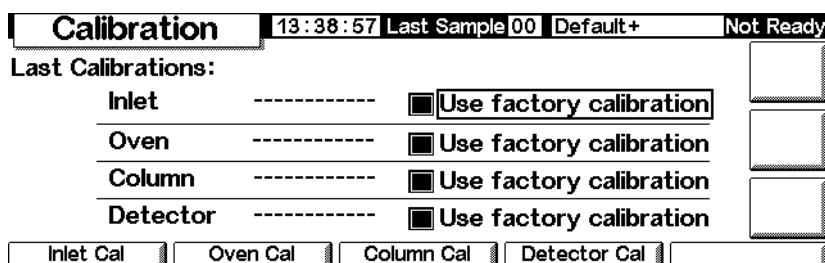 Calibration 13:38:57 Last Sample 00 Default+ Not Ready
Last Calibrations:
Inlet ------------ Use factory calibration
Oven ------------ Use factory calibration
Column ------------ Use factory calibration
Detector ------------ Use factory calibration
Inlet Cal Oven Cal Column Cal Detector Cal